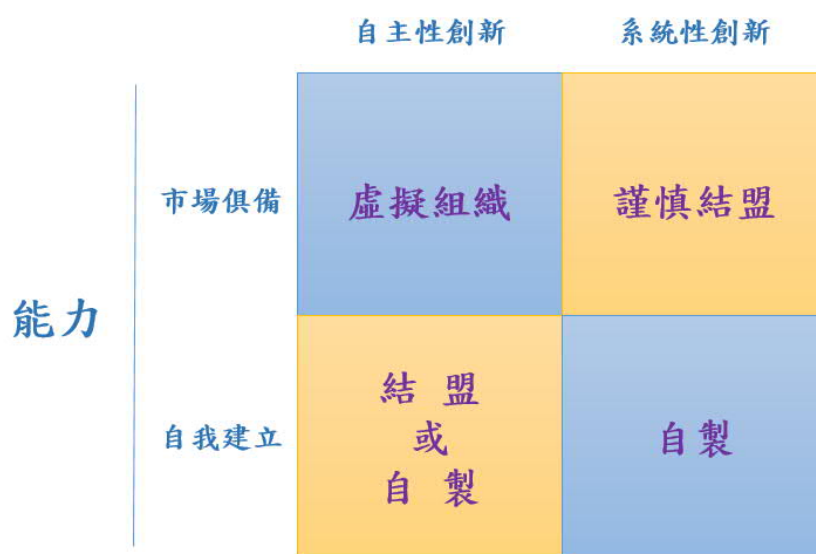 自主性創新 系統性創新
市場俱備 虛擬組織 謹慎結盟
能力
自我建立
結 盟
或
自 製
自製